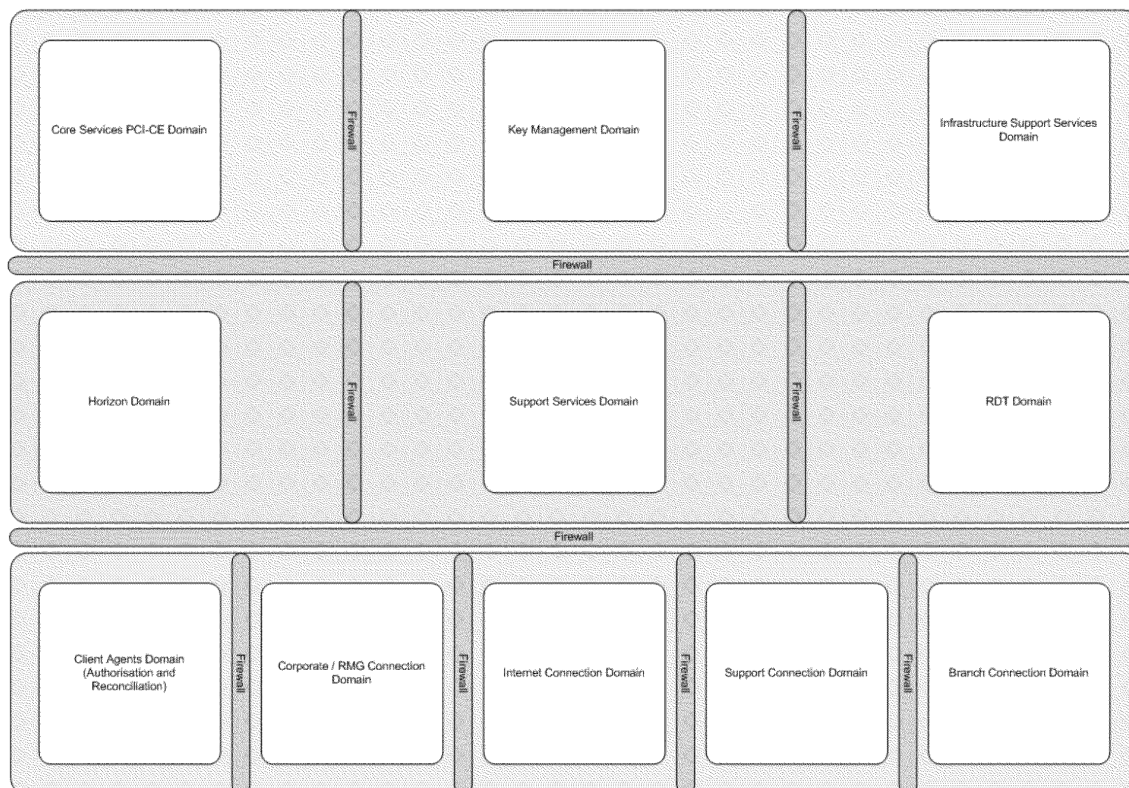 Core Services PCI-CE Domain
Firewall
Key Management Domain
Firewall
Infrastructure Support Services
Domain
Firewall
Horizon Domain
Firewall
Support Services Domain
Firewall
RDT Domain
Firewall
Client Agents Domain
(Authorisation and
Reconciliation)
Firewall
Corporate / RMG Connection
Domain
Firewall
Internet Connection Domain
Firewall
Support Connection Domain
Firewall
Branch Connection Domain